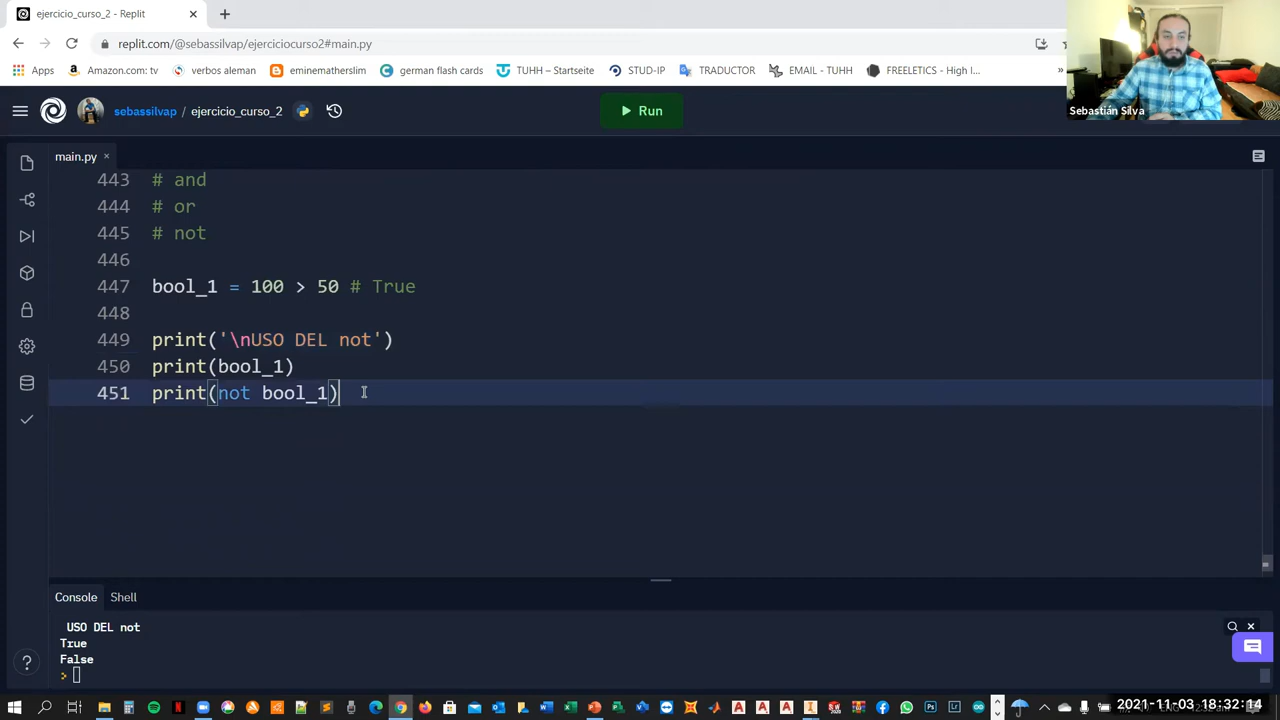 ejercicio_curso_2 - Replit
replit.com/@sebassilvap/ejerciciocurso2#main.py
Apps
Amazon.com: tv
verbos aleman
eminematherslim
german flash cards
TUHH – Startseite
STUD-IP
TRADUCTOR
EMAIL - TUHH
FREELETICS - High I...
»
Sebastián Silva
sebassilvap / ejercicio_curso_2
Run
main.py
443 # and
444 # or
445 # not
446
447 bool_1 = 100 > 50 # True
448
449 print('\nUSO DEL not')
450 print(bool_1)
451 print(not bool_1)
Console
Shell
USO DEL not
True
False
>
2021-11-03 18:32:14